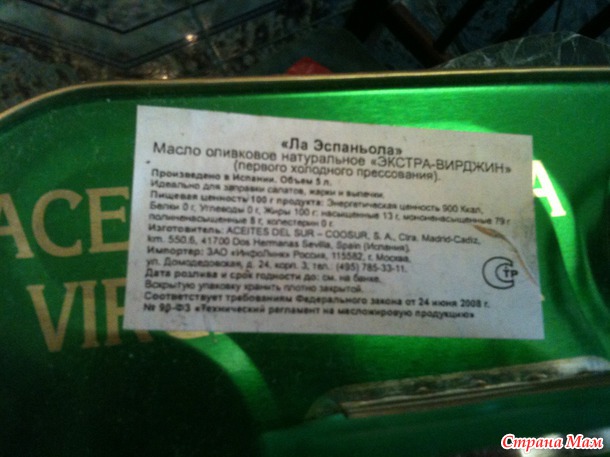 «Ла Эспаньола»
Масло оливковое натуральное «ЭКСТРА-ВИРДЖИН»
(первого холодного прессования).
Произведено в Испании. Объем 5 л.
Идеально для заправки салатов, жарки и выпечки.
Пищевая ценность/100 г продукта: Энергетическая ценность 900 Ккал,
Белки 0 г, Углеводы 0 г, Жиры 100 г: насыщенные 13 г, мононенасыщенные 79 г
полиненасыщенные 8 г, холестерин 0 г.
Изготовитель: ACEITES DEL SUR – COOSUR, S. A., Ctra. Madrid-Cadiz,
km. 550,6, 41700 Dos Hermanas Sevilla, Spain (Испания).
Импортер: ЗАО «ИнфоЛинк» Россия, 115582, г. Москва,
ул. Домодедовская, д. 24, корп. 3, тел.: (495) 785-33-11.
Дата розлива и срок годности до: см. на банке.
Вскрытую упаковку хранить плотно закрытой.
Соответствует требованиям Федерального закона от 24 июня 2008 г.
№ 90-ФЗ «Технический регламент на масложировую продукцию»
СТР
ACE
A
VIR
Страна Мам